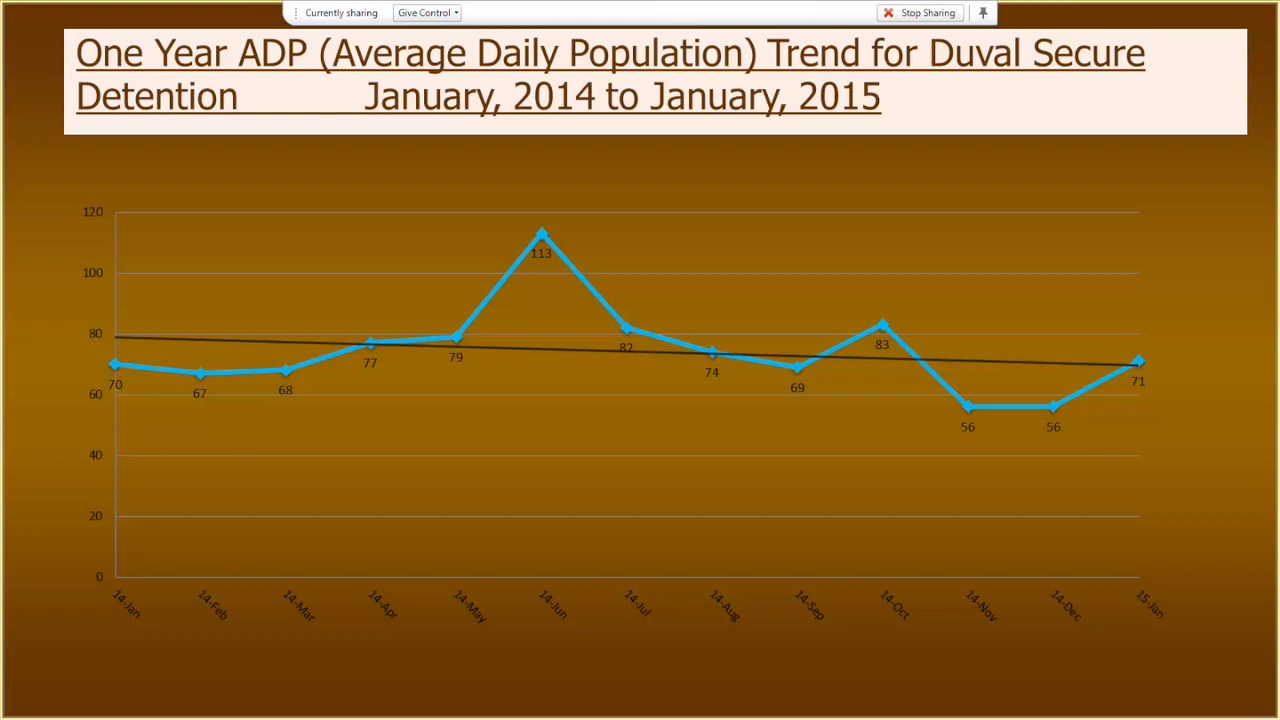 Currently sharing Give Control Stop Sharing
One Year ADP (Average Daily Population) Trend for Duval Secure
Detention January, 2014 to January, 2015
120
100
80
60
40
20
0
70
67
68
77
79
113
82
74
69
83
56
56
71
14-Jan
14-Feb
14-Mar
14-Apr
14-May
14-Jun
14-Jul
14-Aug
14-Sep
14-Oct
14-Nov
14-Dec
15-Jan